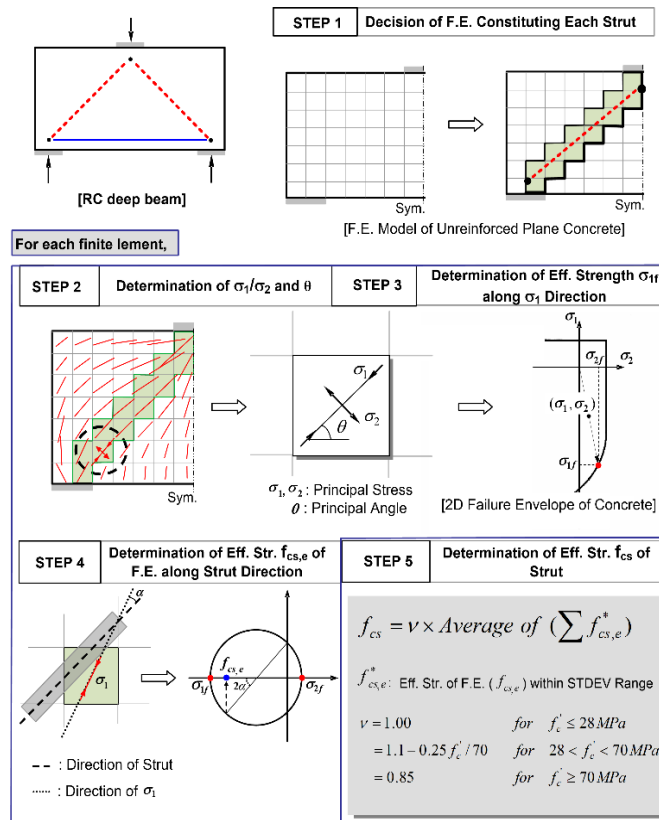 STEP 1
Decision of F.E. Constituting Each Strut
[RC deep beam]
Sym.
Sym.
[F.E. Model of Unreinforced Plane Concrete]
For each finite lement,
STEP 2
Determination of σ1/σ2 and θ
STEP 3
Determination of Eff. Strength σ1f
along σ1 Direction
Sym.
σ1
σ2
θ
σ1, σ2 : Principal Stress
θ : Principal Angle
σ1
σ2f
σ2
(σ1, σ2)
σ1f
[2D Failure Envelope of Concrete]
STEP 4
Determination of Eff. Str. fcs,e of
F.E. along Strut Direction
α
σ1
fcs,e
σ1f
2α
σ2f
: Direction of Strut
: Direction of σ1
STEP 5
Determination of Eff. Str. fcs of
Strut
fcs = ν × Average of (∑ f*cs,e)
f*cs,e : Eff. Str. of F.E. (fcs,e) within STDEV Range
ν = 1.00 for f'c ≤ 28 MPa
= 1.1 − 0.25 f'c / 70 for 28 < f'c < 70 MPa
= 0.85 for f'c ≥ 70 MPa